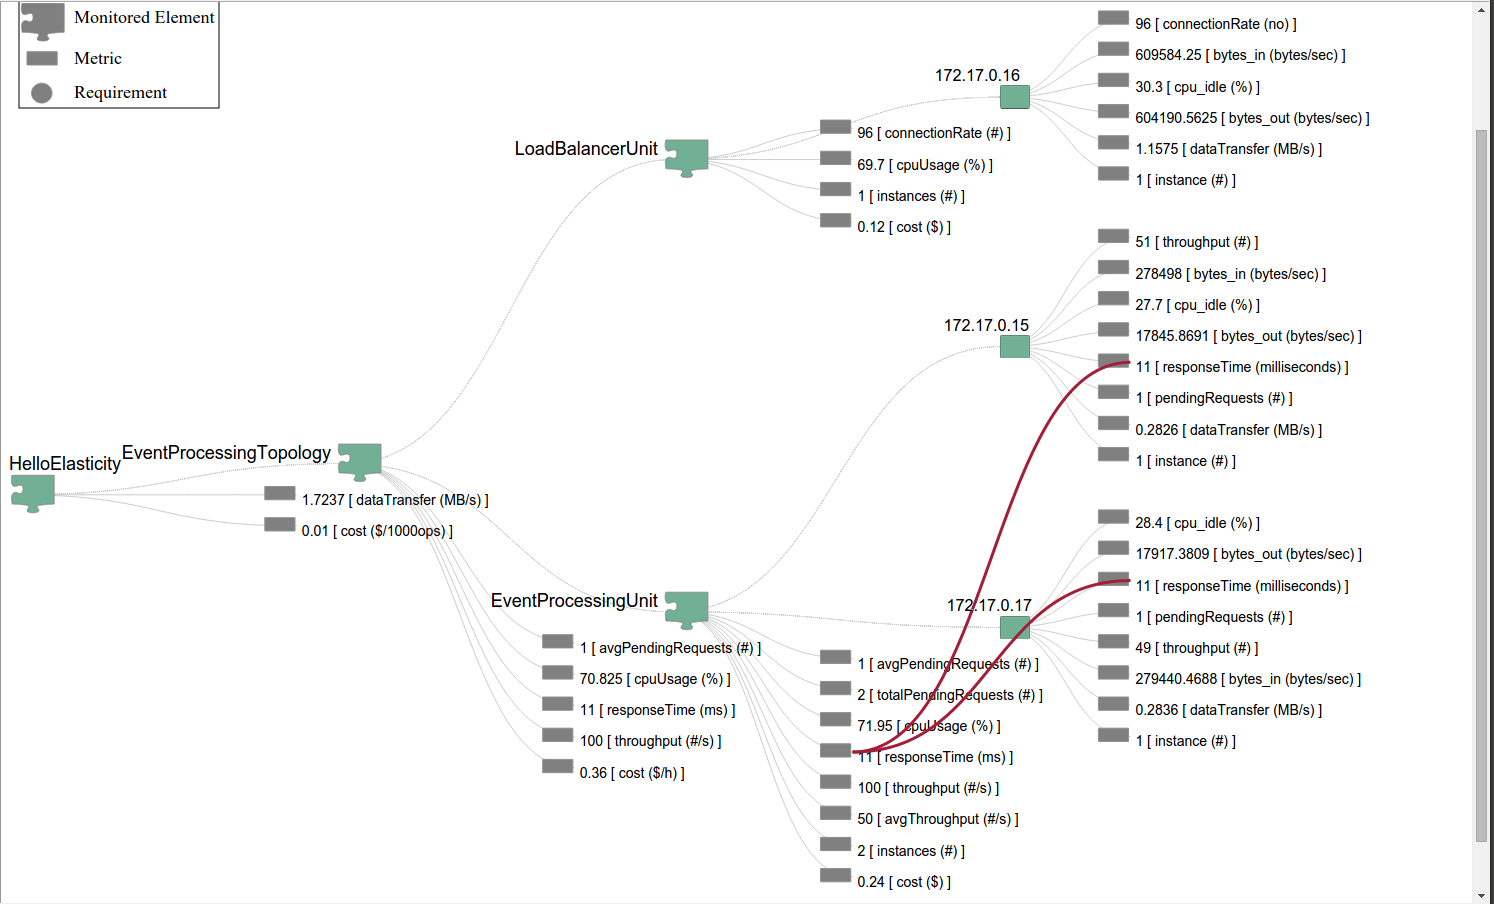 Monitored Element
Metric
Requirement
HelloElasticity
EventProcessingTopology
1.7237 [ dataTransfer (MB/s) ]
0.01 [ cost ($/1000ops) ]
LoadBalancerUnit
96 [ connectionRate (#) ]
69.7 [ cpuUsage (%) ]
1 [ instances (#) ]
0.12 [ cost ($) ]
172.17.0.16
96 [ connectionRate (no) ]
609584.25 [ bytes_in (bytes/sec) ]
30.3 [ cpu_idle (%) ]
604190.5625 [ bytes_out (bytes/sec) ]
1.1575 [ dataTransfer (MB/s) ]
1 [ instance (#) ]
172.17.0.15
51 [ throughput (#) ]
278498 [ bytes_in (bytes/sec) ]
27.7 [ cpu_idle (%) ]
17845.8691 [ bytes_out (bytes/sec) ]
11 [ responseTime (milliseconds) ]
1 [ pendingRequests (#) ]
0.2826 [ dataTransfer (MB/s) ]
1 [ instance (#) ]
EventProcessingUnit
1 [ avgPendingRequests (#) ]
70.825 [ cpuUsage (%) ]
11 [ responseTime (ms) ]
100 [ throughput (#/s) ]
0.36 [ cost ($/h) ]
1 [ avgPendingRequests (#) ]
2 [ totalPendingRequests (#) ]
71.95 [ cpuUsage (%) ]
11 [ responseTime (ms) ]
100 [ throughput (#/s) ]
50 [ avgThroughput (#/s) ]
2 [ instances (#) ]
0.24 [ cost ($) ]
172.17.0.17
28.4 [ cpu_idle (%) ]
17917.3809 [ bytes_out (bytes/sec) ]
11 [ responseTime (milliseconds) ]
1 [ pendingRequests (#) ]
49 [ throughput (#) ]
279440.4688 [ bytes_in (bytes/sec) ]
0.2836 [ dataTransfer (MB/s) ]
1 [ instance (#) ]